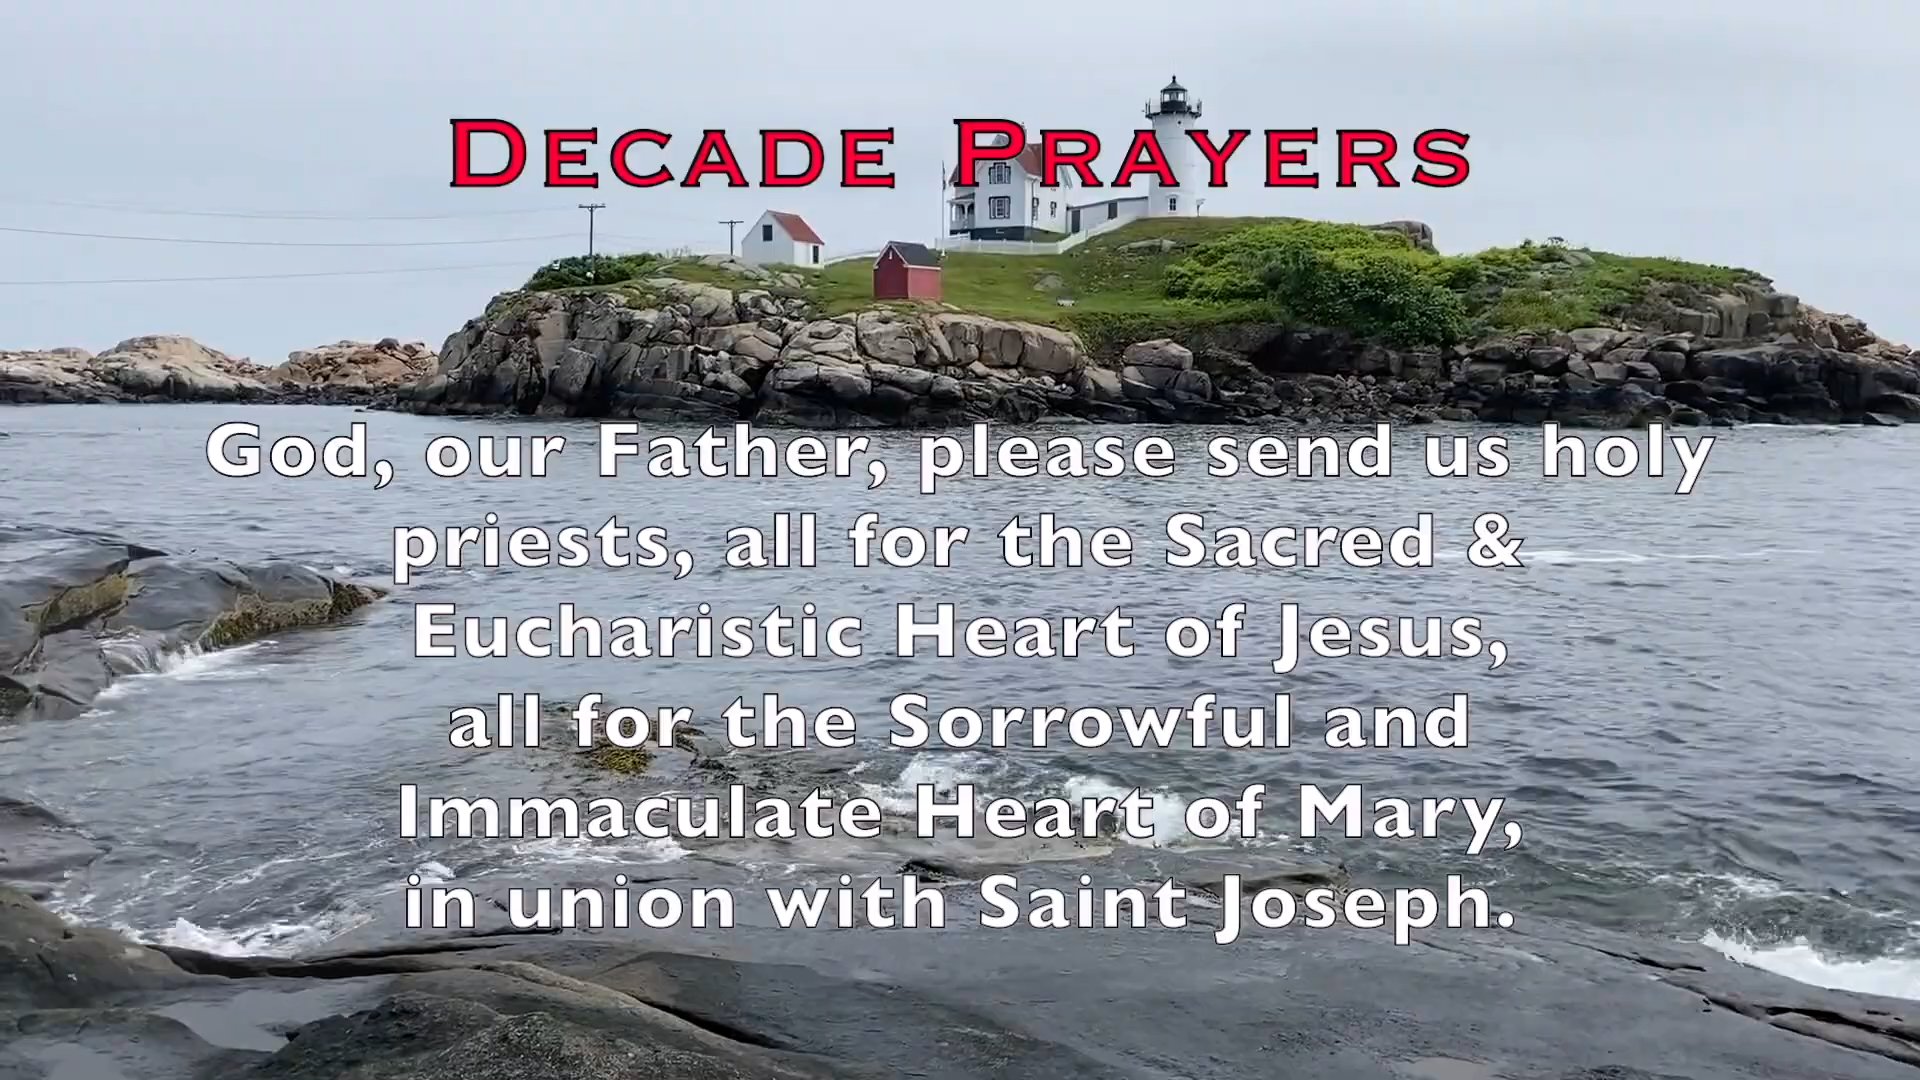 DECADE PRAYERS
God, our Father, please send us holy
priests, all for the Sacred &
Eucharistic Heart of Jesus,
all for the Sorrowful and
Immaculate Heart of Mary,
in union with Saint Joseph.